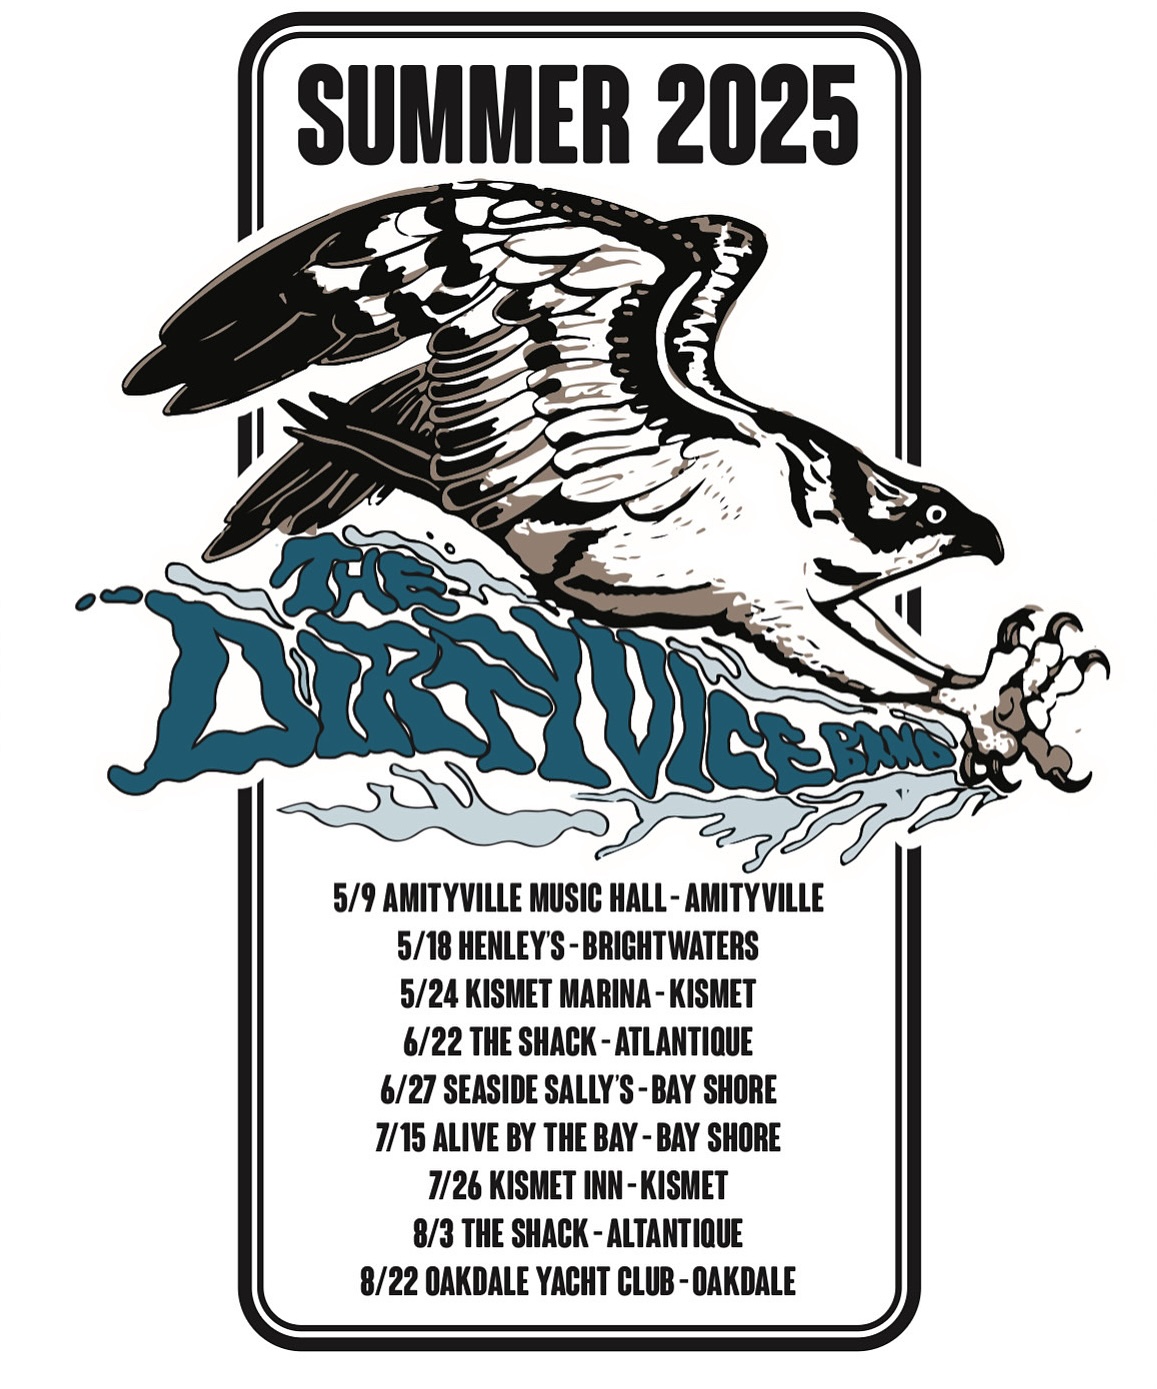 SUMMER 2025
THE
DIRTY VICE BAND
5/9 AMITYVILLE MUSIC HALL - AMITYVILLE
5/18 HENLEY'S - BRIGHTWATERS
5/24 KISMET MARINA - KISMET
6/22 THE SHACK - ATLANTIQUE
6/27 SEASIDE SALLY'S - BAY SHORE
7/15 ALIVE BY THE BAY - BAY SHORE
7/26 KISMET INN - KISMET
8/3 THE SHACK - ALTANTIQUE
8/22 OAKDALE YACHT CLUB - OAKDALE